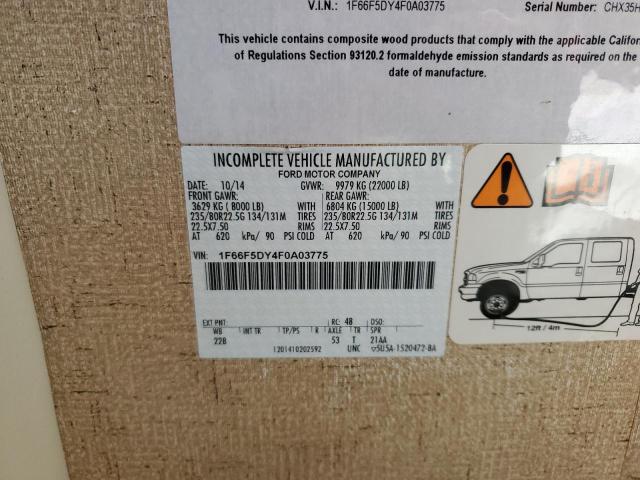 V.I.N.: 1F66F5DY4F0A03775 Serial Number: CHX35H
This vehicle contains composite wood products that comply with the applicable Califor
of Regulations Section 93120.2 formaldehyde emission standards as required on the
date of manufacture.
INCOMPLETE VEHICLE MANUFACTURED BY
FORD MOTOR COMPANY
DATE: 10/14 GVWR: 9979 KG (22000 LB)
FRONT GAWR: REAR GAWR:
3629 KG ( 8000 LB) WITH 6804 KG (15000 LB) WITH
235/80R22.5G 134/131M TIRES 235/80R22.5G 134/131M TIRES
22.5X7.50 RIMS 22.5X7.50 RIMS
AT 620 kPa/ 90 PSI COLD AT 620 kPa/ 90 PSI COLD
VIN: 1F66F5DY4F0A03775
EXT PNT: RC: 48 DSO:
WB INT TR TP/PS R AXLE TR SPR
228 53 T 21AA
1201410202592 UNC ▽5U5A-1520472-BA
12ft / 4m